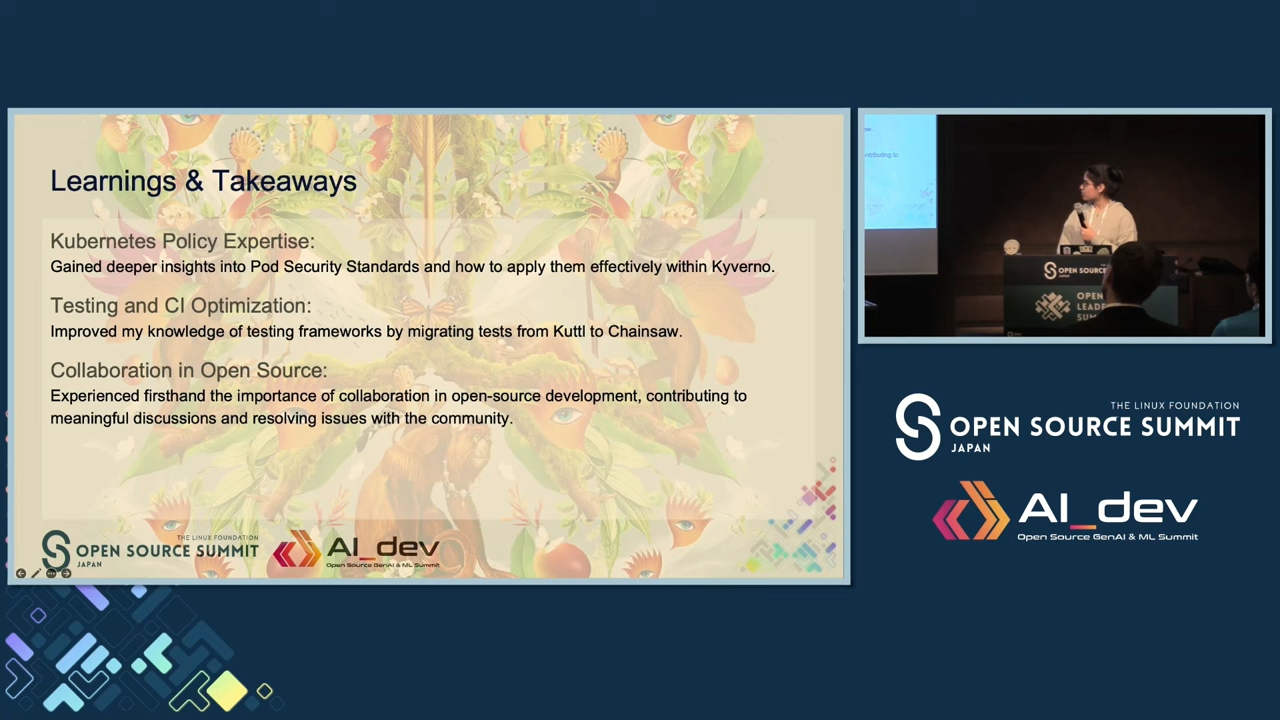 Learnings & Takeaways
Kubernetes Policy Expertise:
Gained deeper insights into Pod Security Standards and how to apply them effectively within Kyverno.
Testing and CI Optimization:
Improved my knowledge of testing frameworks by migrating tests from Kuttl to Chainsaw.
Collaboration in Open Source:
Experienced firsthand the importance of collaboration in open-source development, contributing to
meaningful discussions and resolving issues with the community.
THE LINUX FOUNDATION
OPEN SOURCE SUMMIT
JAPAN
AI_dev
Open Source GenAI & ML Summit
OPEN SOURCE
JAPAN
OPEN
THE LINUX FOUNDATION
OPEN SOURCE SUMMIT
JAPAN
AI_dev
Open Source GenAI & ML Summit